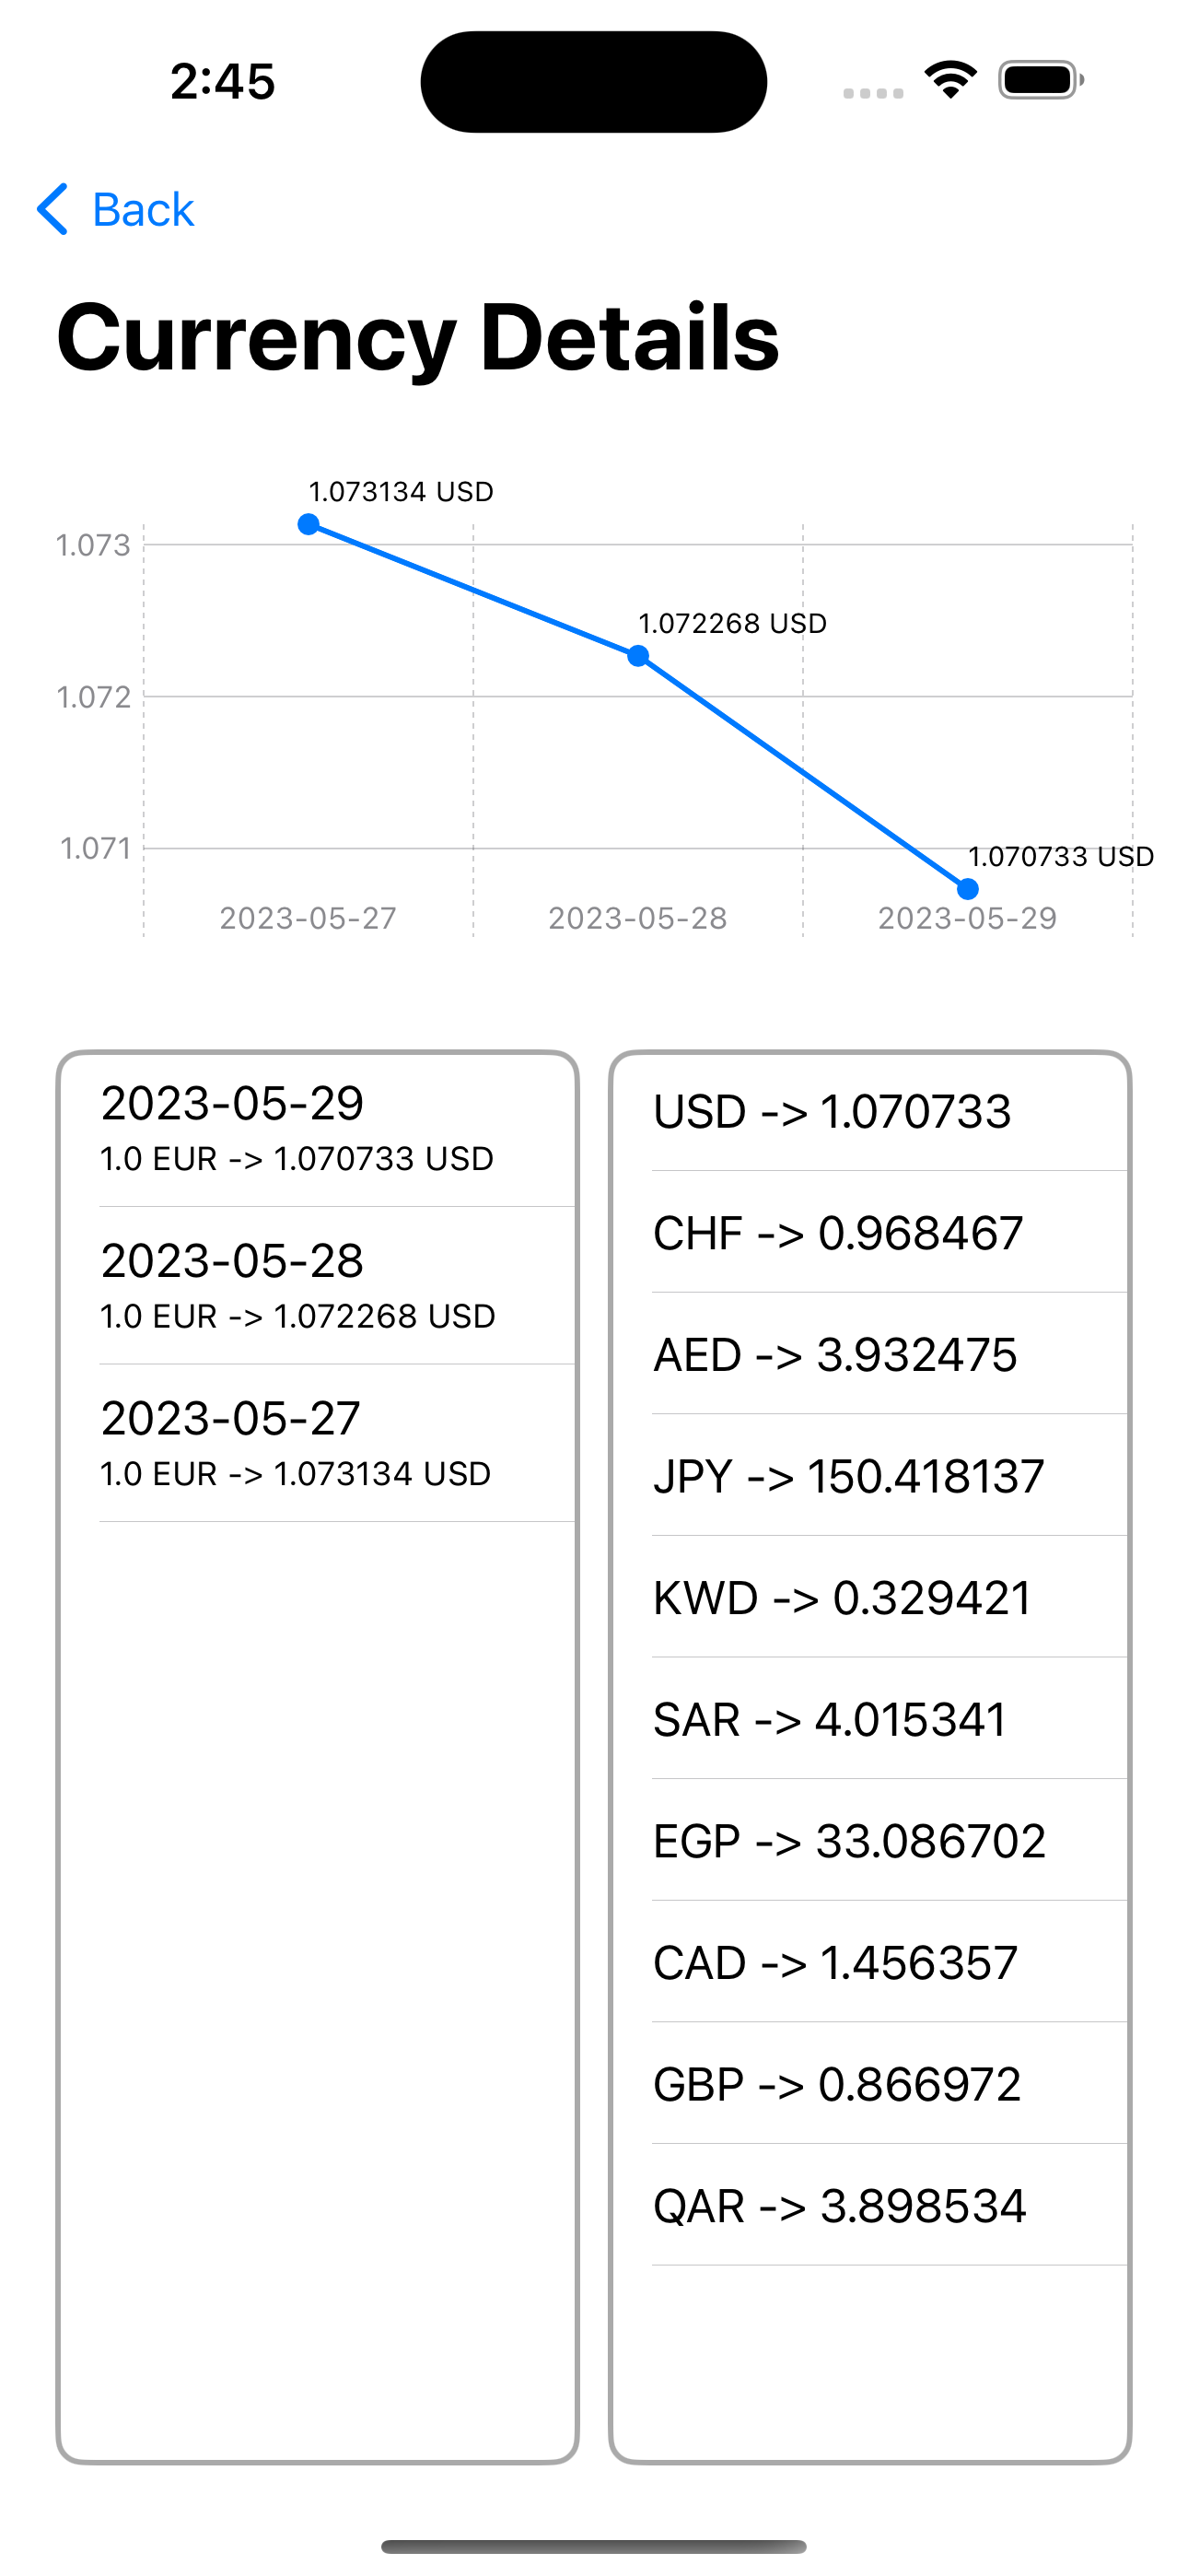 2:45
Back
Currency Details
1.073134 USD
1.073
1.072268 USD
1.072
1.071
1.070733 USD
2023-05-27 2023-05-28 2023-05-29
2023-05-29
1.0 EUR -> 1.070733 USD
2023-05-28
1.0 EUR -> 1.072268 USD
2023-05-27
1.0 EUR -> 1.073134 USD
USD -> 1.070733
CHF -> 0.968467
AED -> 3.932475
JPY -> 150.418137
KWD -> 0.329421
SAR -> 4.015341
EGP -> 33.086702
CAD -> 1.456357
GBP -> 0.866972
QAR -> 3.898534